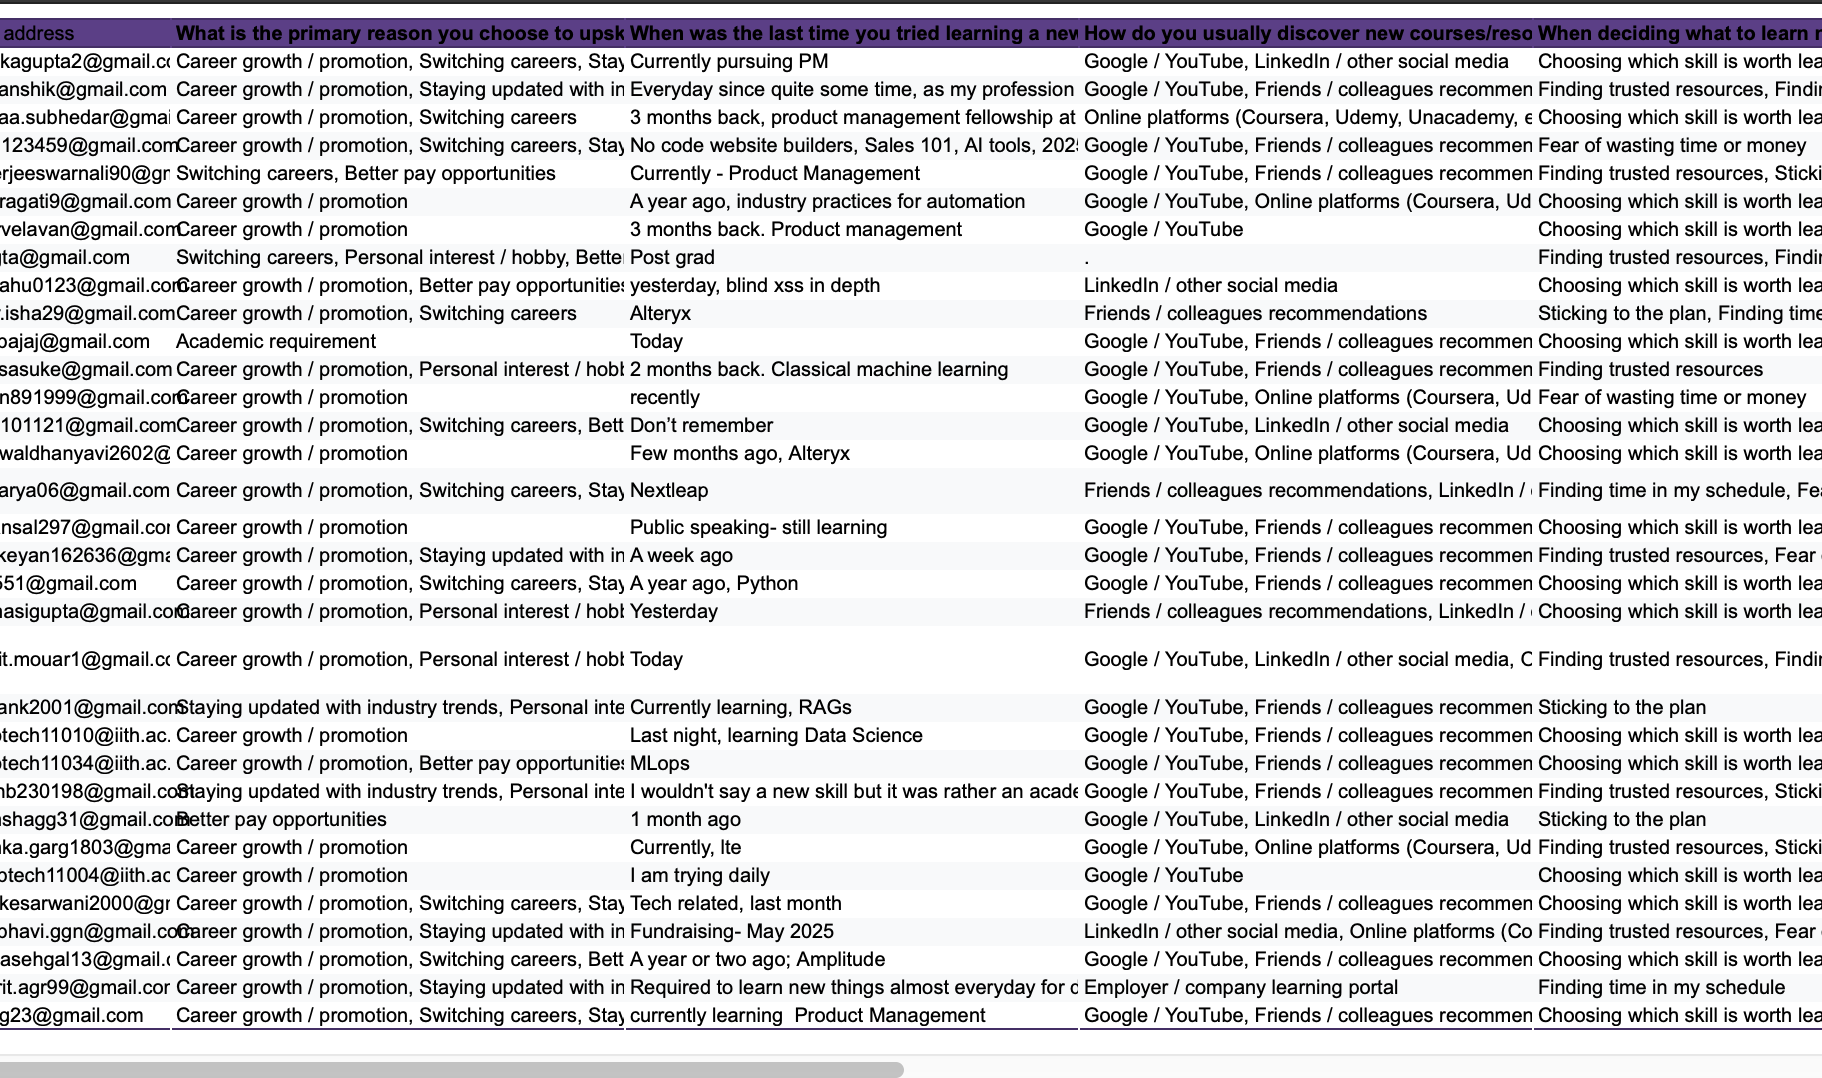 address What is the primary reason you choose to upsk When was the last time you tried learning a new How do you usually discover new courses/reso When deciding what to learn
kagupta2@gmail.co Career growth / promotion, Switching careers, Stay Currently pursuing PM Google / YouTube, LinkedIn / other social media Choosing which skill is worth lea
anshik@gmail.com Career growth / promotion, Staying updated with in Everyday since quite some time, as my profession Google / YouTube, Friends / colleagues recommen Finding trusted resources, Findi
aa.subhedar@gmai Career growth / promotion, Switching careers 3 months back, product management fellowship at Online platforms (Coursera, Udemy, Unacademy, e Choosing which skill is worth lea
123459@gmail.com Career growth / promotion, Switching careers, Stay No code website builders, Sales 101, AI tools, 2025 Google / YouTube, Friends / colleagues recommen Fear of wasting time or money
erjeeswarnali90@gm Switching careers, Better pay opportunities Currently - Product Management Google / YouTube, Friends / colleagues recommen Finding trusted resources, Sticki
ragati9@gmail.com Career growth / promotion A year ago, industry practices for automation Google / YouTube, Online platforms (Coursera, Ud Choosing which skill is worth lea
rvelavan@gmail.com Career growth / promotion 3 months back. Product management Google / YouTube Choosing which skill is worth lea
ta@gmail.com Switching careers, Personal interest / hobby, Bette Post grad . Finding trusted resources, Findi
ahu0123@gmail.com Career growth / promotion, Better pay opportunities yesterday, blind xss in depth LinkedIn / other social media Choosing which skill is worth lea
.isha29@gmail.com Career growth / promotion, Switching careers Alteryx Friends / colleagues recommendations Sticking to the plan, Finding time
bajaj@gmail.com Academic requirement Today Google / YouTube, Friends / colleagues recommen Choosing which skill is worth lea
sasuke@gmail.com Career growth / promotion, Personal interest / hobb 2 months back. Classical machine learning Google / YouTube, Friends / colleagues recommen Finding trusted resources
n891999@gmail.com Career growth / promotion recently Google / YouTube, Online platforms (Coursera, Ud Fear of wasting time or money
101121@gmail.com Career growth / promotion, Switching careers, Bett Don’t remember Google / YouTube, LinkedIn / other social media Choosing which skill is worth lea
waldhanyavi2602@ Career growth / promotion Few months ago, Alteryx Google / YouTube, Online platforms (Coursera, Ud Choosing which skill is worth lea
arya06@gmail.com Career growth / promotion, Switching careers, Stay Nextleap Friends / colleagues recommendations, LinkedIn / Finding time in my schedule, Fea
nsal297@gmail.com Career growth / promotion Public speaking- still learning Google / YouTube, Friends / colleagues recommen Choosing which skill is worth lea
keyan162636@gma Career growth / promotion, Staying updated with in A week ago Google / YouTube, Friends / colleagues recommen Finding trusted resources, Fear
551@gmail.com Career growth / promotion, Switching careers, Stay A year ago, Python Google / YouTube, Friends / colleagues recommen Choosing which skill is worth lea
nasigupta@gmail.com Career growth / promotion, Personal interest / hobb Yesterday Friends / colleagues recommendations, LinkedIn / Choosing which skill is worth lea
it.mouar1@gmail.co Career growth / promotion, Personal interest / hobb Today Google / YouTube, LinkedIn / other social media, O Finding trusted resources, Findi
ank2001@gmail.com Staying updated with industry trends, Personal inte Currently learning, RAGs Google / YouTube, Friends / colleagues recommen Sticking to the plan
btech11010@iith.ac. Career growth / promotion Last night, learning Data Science Google / YouTube, Friends / colleagues recommen Choosing which skill is worth lea
btech11034@iith.ac. Career growth / promotion, Better pay opportunities MLops Google / YouTube, Friends / colleagues recommen Choosing which skill is worth lea
hb230198@gmail.com Staying updated with industry trends, Personal inte I wouldn't say a new skill but it was rather an acade Google / YouTube, Friends / colleagues recommen Finding trusted resources, Sticki
shagg31@gmail.com Better pay opportunities 1 month ago Google / YouTube, LinkedIn / other social media Sticking to the plan
nka.garg1803@gma Career growth / promotion Currently, lte Google / YouTube, Online platforms (Coursera, Ud Finding trusted resources, Sticki
btech11004@iith.ac Career growth / promotion I am trying daily Google / YouTube Choosing which skill is worth lea
kesarwani2000@gm Career growth / promotion, Switching careers, Stay Tech related, last month Google / YouTube, Friends / colleagues recommen Choosing which skill is worth lea
bhavi.ggn@gmail.com Career growth / promotion, Staying updated with in Fundraising- May 2025 LinkedIn / other social media, Online platforms (Co Finding trusted resources, Fear
asehgal13@gmail.c Career growth / promotion, Switching careers, Bett A year or two ago; Amplitude Google / YouTube, Friends / colleagues recommen Choosing which skill is worth lea
rit.agr99@gmail.com Career growth / promotion, Staying updated with in Required to learn new things almost everyday for d Employer / company learning portal Finding time in my schedule
g23@gmail.com Career growth / promotion, Switching careers, Stay currently learning Product Management Google / YouTube, Friends / colleagues recommen Choosing which skill is worth lea